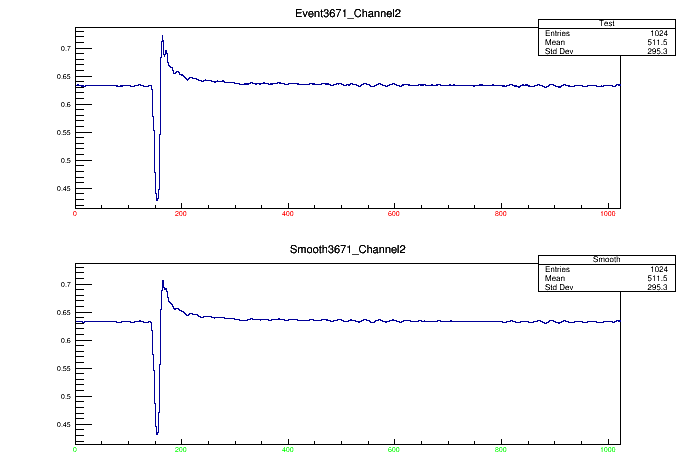 Event3671_Channel2
Test
Entries 1024
Mean 511.5
Std Dev 295.3
0.7
0.65
0.6
0.55
0.5
0.45
0 200 400 600 800 1000
Smooth3671_Channel2
Smooth
Entries 1024
Mean 511.5
Std Dev 295.3
0.7
0.65
0.6
0.55
0.5
0.45
0 200 400 600 800 1000